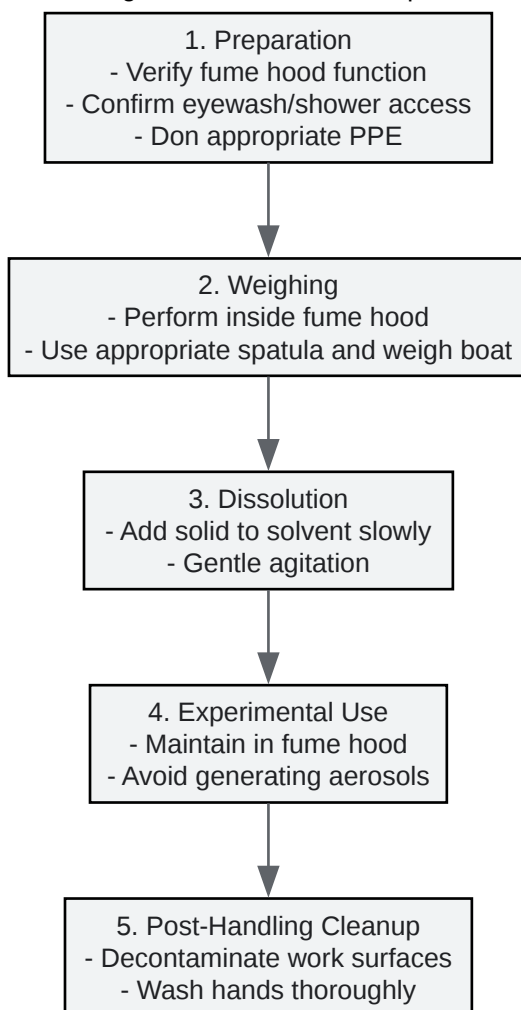 1. Preparation
- Verify fume hood function
- Confirm eyewash/shower access
- Don appropriate PPE
2. Weighing
- Perform inside fume hood
- Use appropriate spatula and weigh boat
3. Dissolution
- Add solid to solvent slowly
- Gentle agitation
4. Experimental Use
- Maintain in fume hood
- Avoid generating aerosols
5. Post-Handling Cleanup
- Decontaminate work surfaces
- Wash hands thoroughly